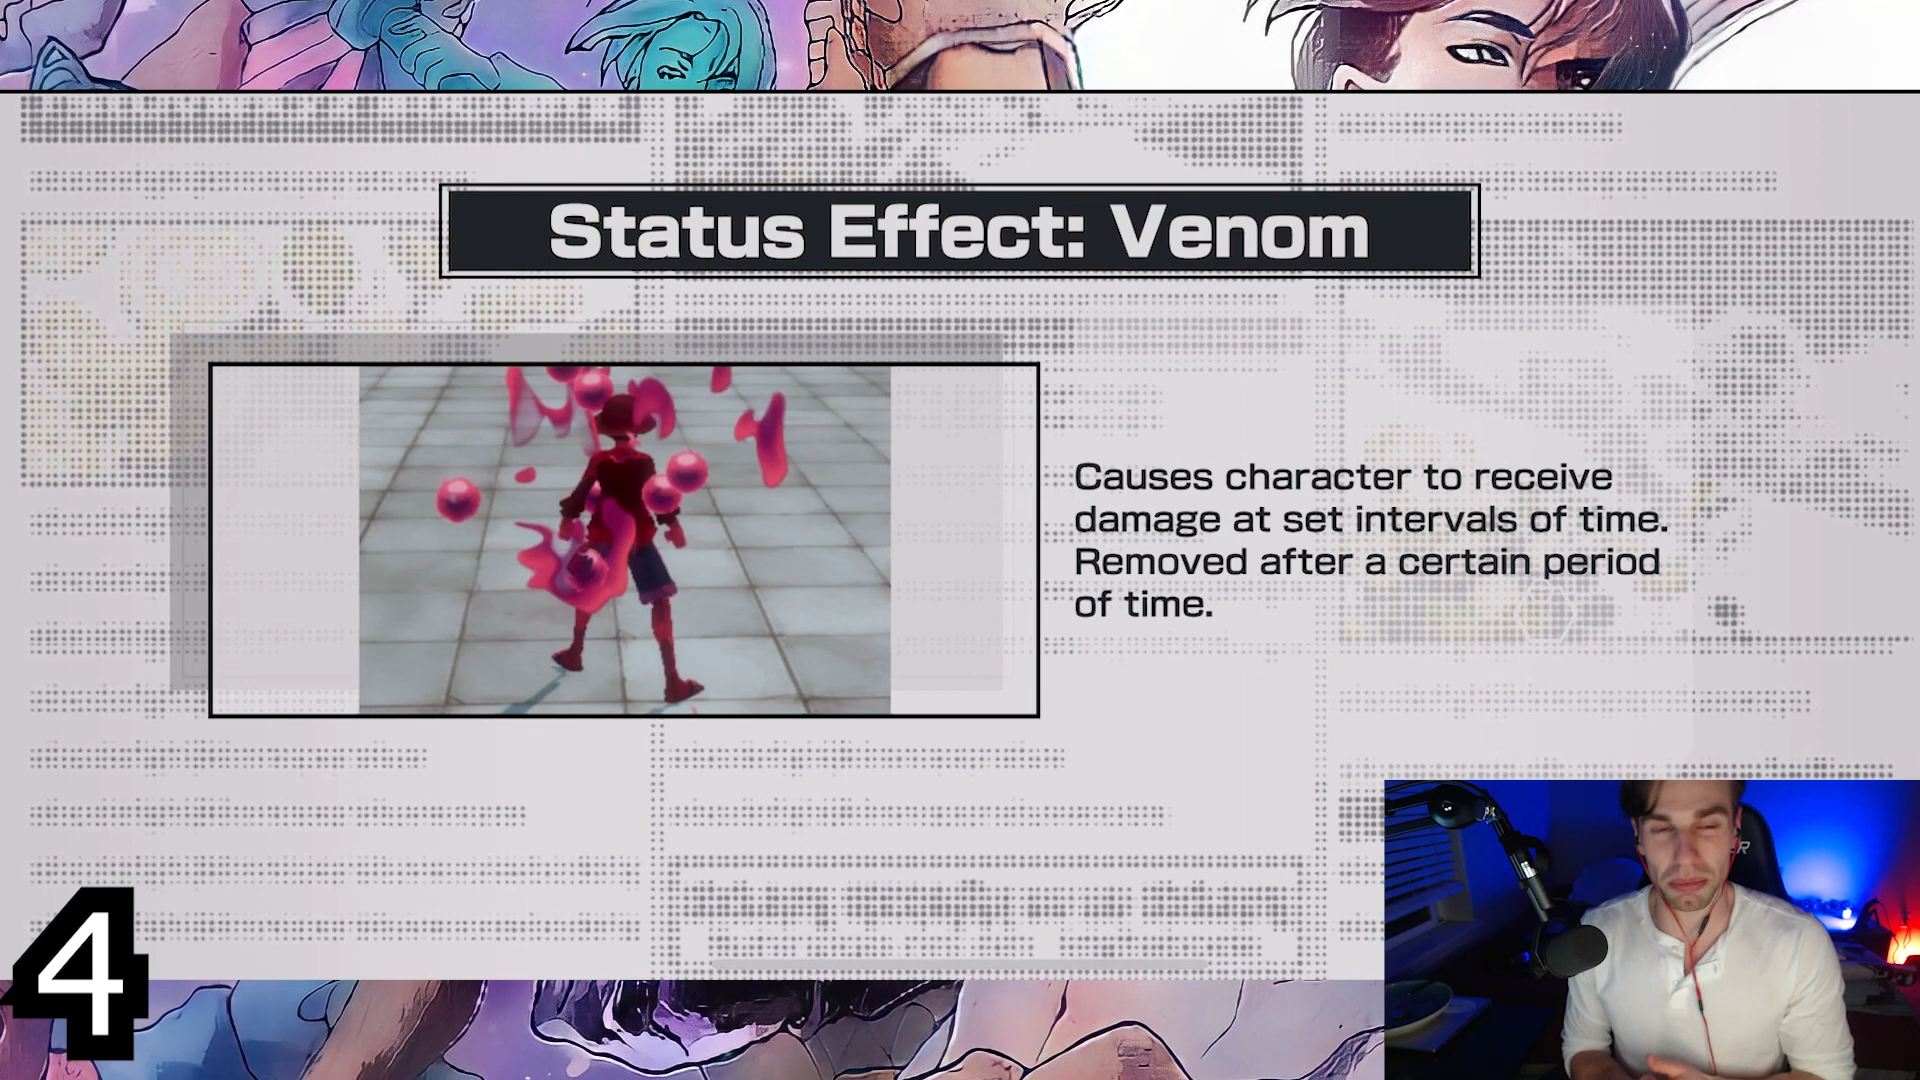 Status Effect: Venom
Causes character to receive
damage at set intervals of time.
Removed after a certain period
of time.
4